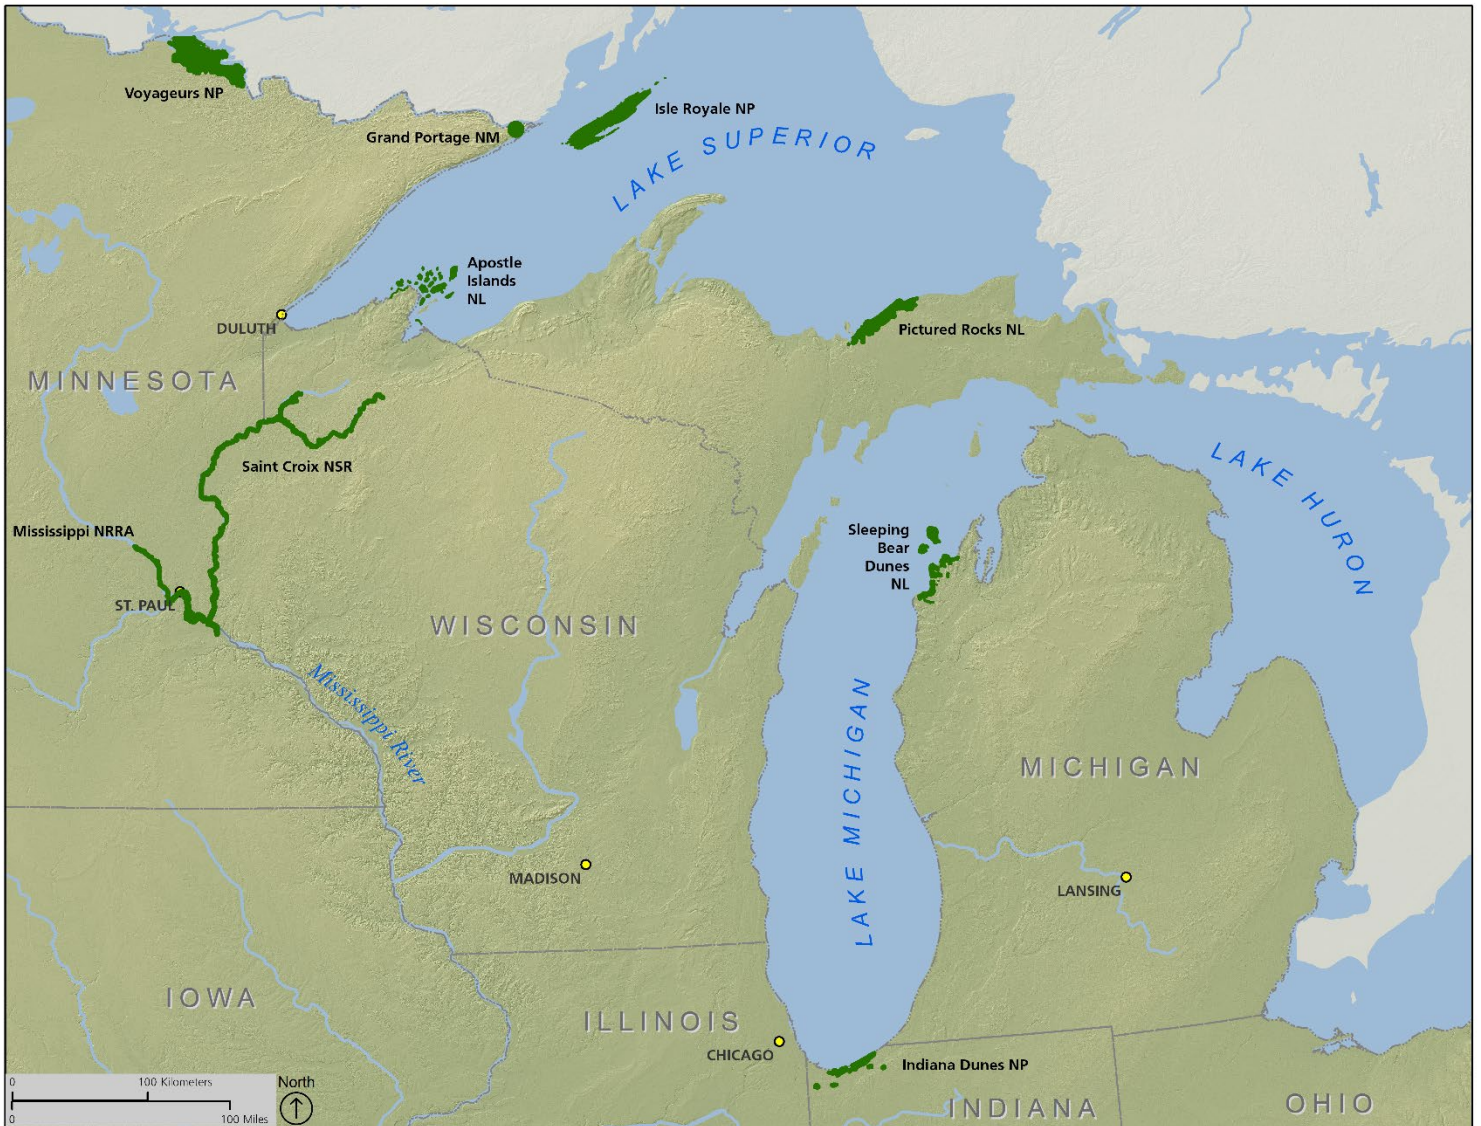 Voyageurs NP
Isle Royale NP
Grand Portage NM
LAKE SUPERIOR
Apostle
Islands
NL
DULUTH
Pictured Rocks NL
MINNESOTA
Saint Croix NSR
LAKE HURON
Mississippi NRRA
Sleeping
Bear
Dunes
NL
ST. PAUL
WISCONSIN
Mississippi River
LAKE MICHIGAN
MICHIGAN
MADISON
LANSING
IOWA
ILLINOIS
CHICAGO
Indiana Dunes NP
INDIANA
OHIO
0 100 Kilometers
0 100 Miles
North